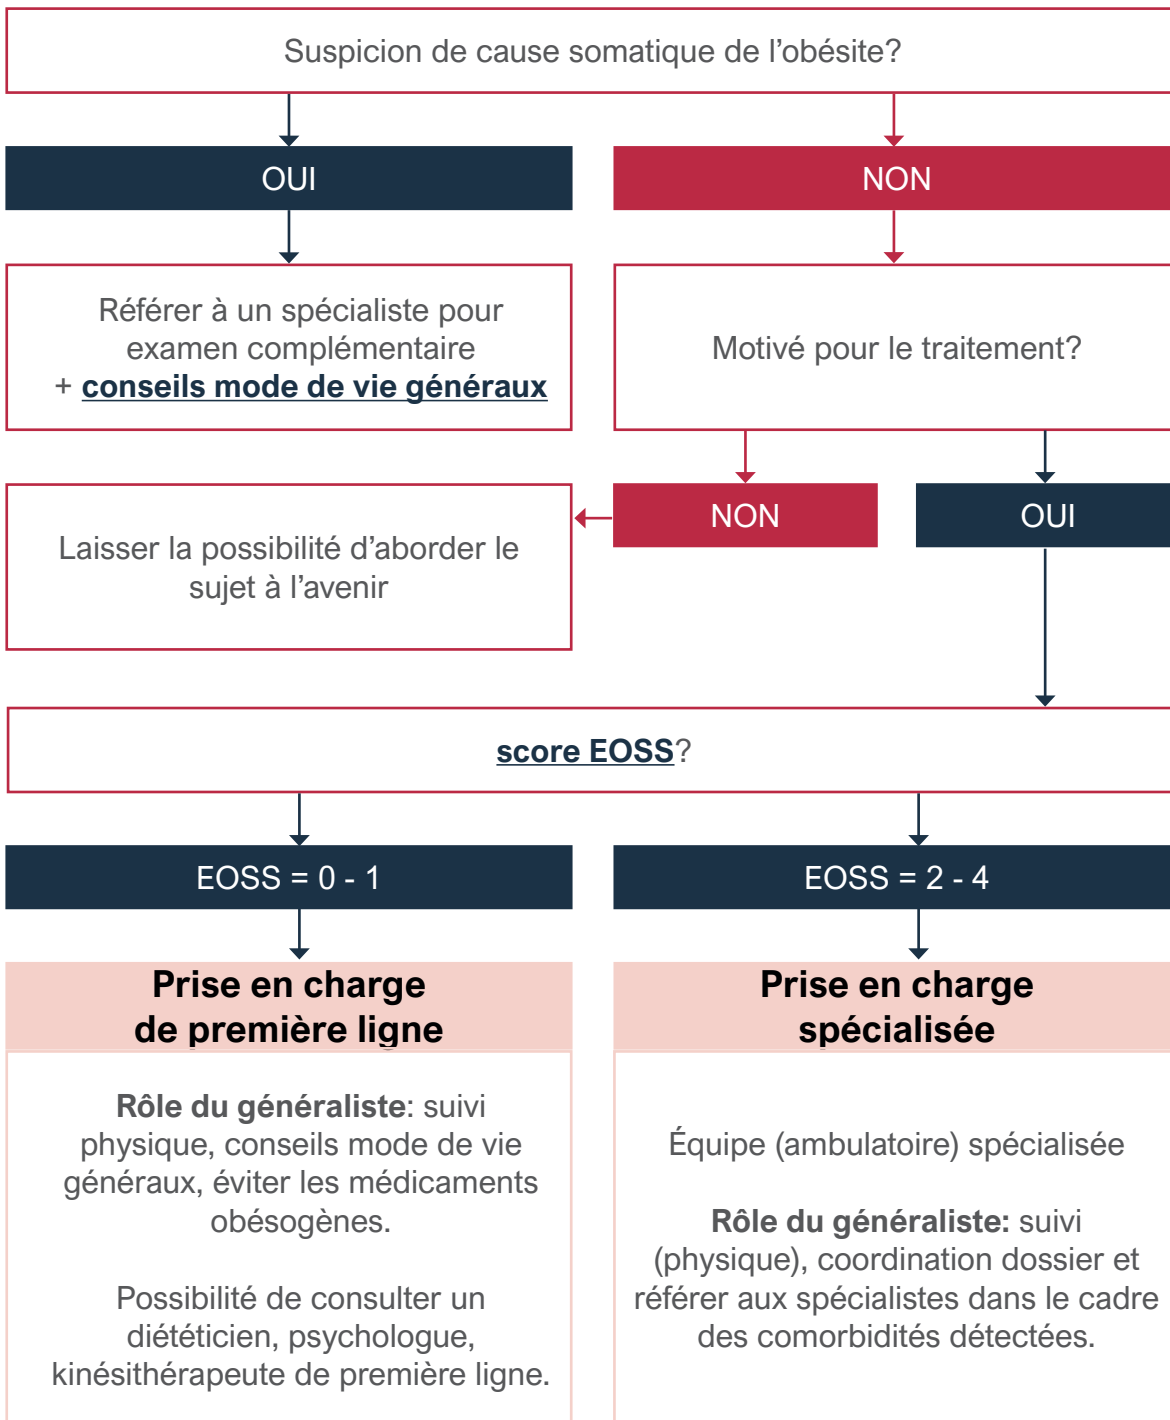 Suspicion de cause somatique de l'obésite?
OUI
NON
Référer à un spécialiste pour
examen complémentaire
+ conseils mode de vie généraux
Motivé pour le traitement?
NON
OUI
Laisser la possibilité d'aborder le
sujet à l'avenir
score EOSS?
EOSS = 0 - 1
EOSS = 2 - 4
Prise en charge
de première ligne
Rôle du généraliste: suivi
physique, conseils mode de vie
généraux, éviter les médicaments
obésogènes.
Possibilité de consulter un
diététicien, psychologue,
kinésithérapeute de première ligne.
Prise en charge
spécialisée
Équipe (ambulatoire) spécialisée
Rôle du généraliste: suivi
(physique), coordination dossier et
référer aux spécialistes dans le cadre
des comorbidités détectées.